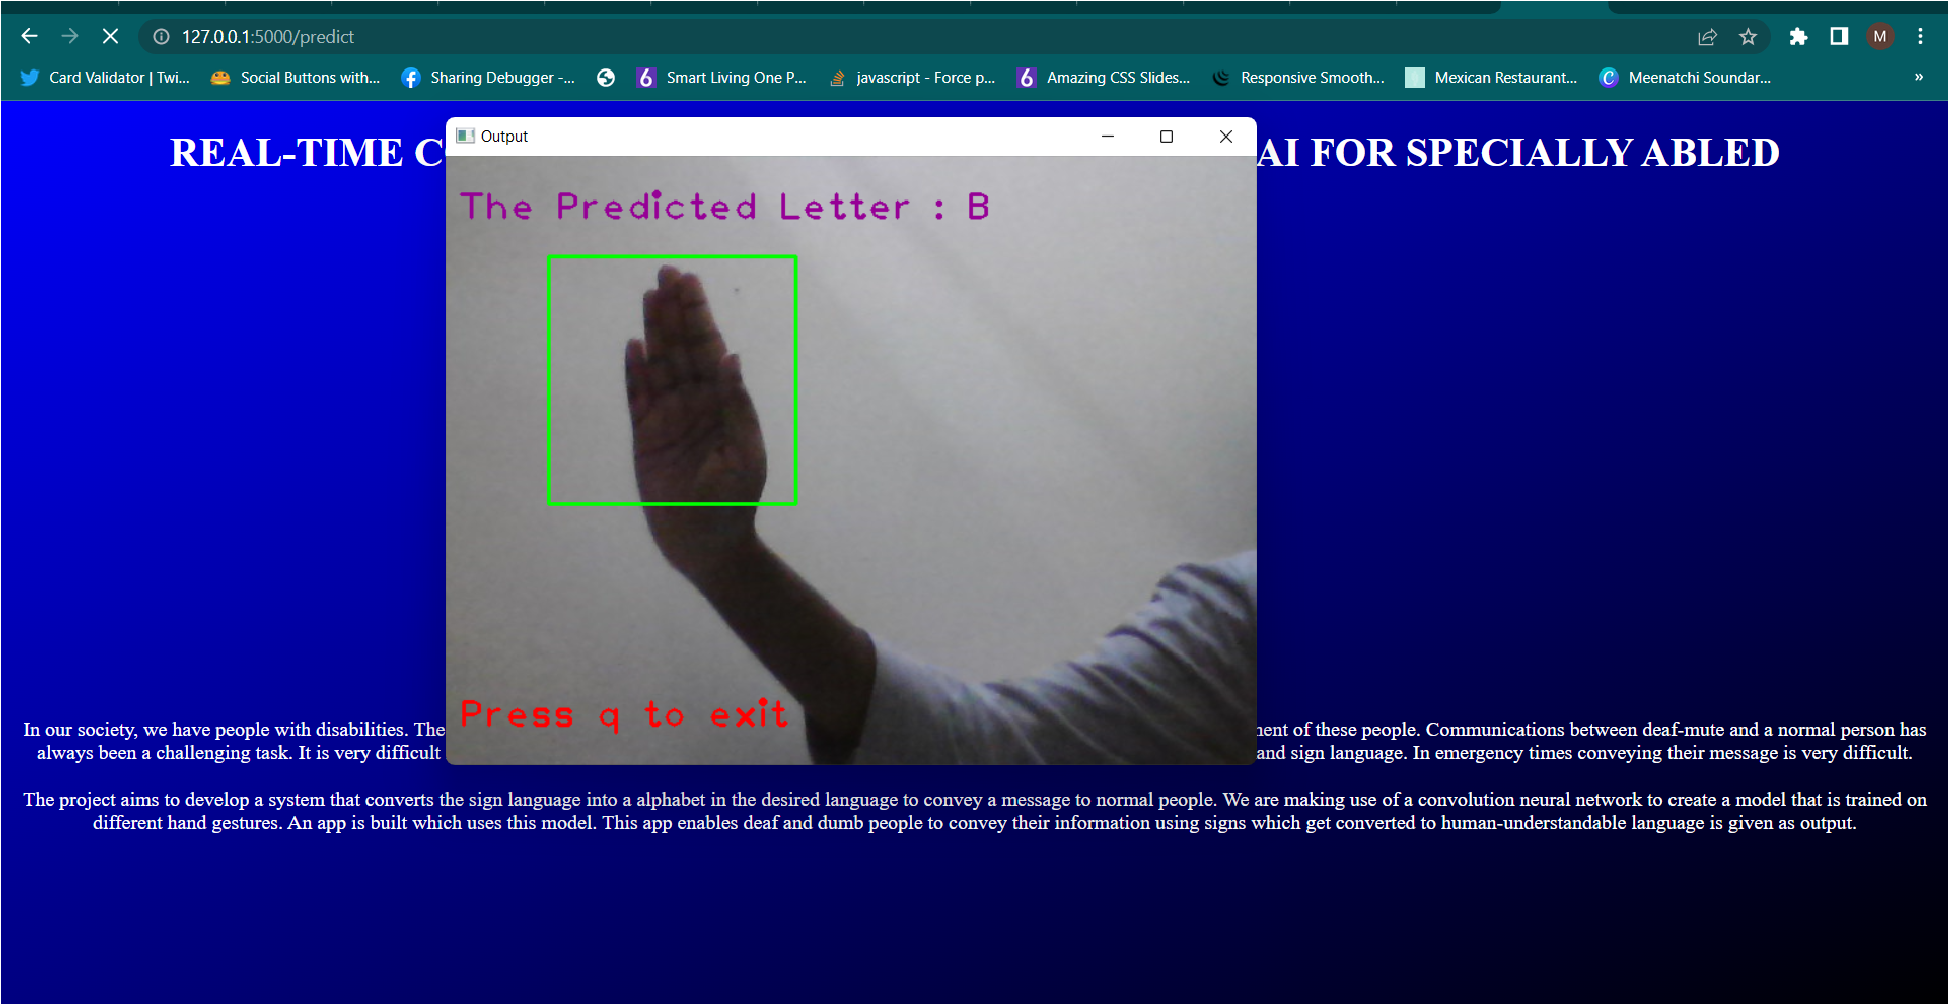 127.0.0.1:5000/predict
M
Card Validator | Twi...
Social Buttons with...
Sharing Debugger -...
Smart Living One P...
javascript - Force p...
Amazing CSS Slides...
Responsive Smooth...
Mexican Restaurant...
Meenatchi Soundar...
»
Output
REAL-TIME C
AI FOR SPECIALLY ABLED
The Predicted Letter : B
Press q to exit
In our society, we have people with disabilities. The
of these people. Communications between deaf-mute and a normal person has
always been a challenging task. It is very difficult
and sign language. In emergency times conveying their message is very difficult.
The project aims to develop a system that converts the sign language into a alphabet in the desired language to convey a message to normal people. We are making use of a convolution neural network to create a model that is trained on
different hand gestures. An app is built which uses this model. This app enables deaf and dumb people to convey their information using signs which get converted to human-understandable language is given as output.